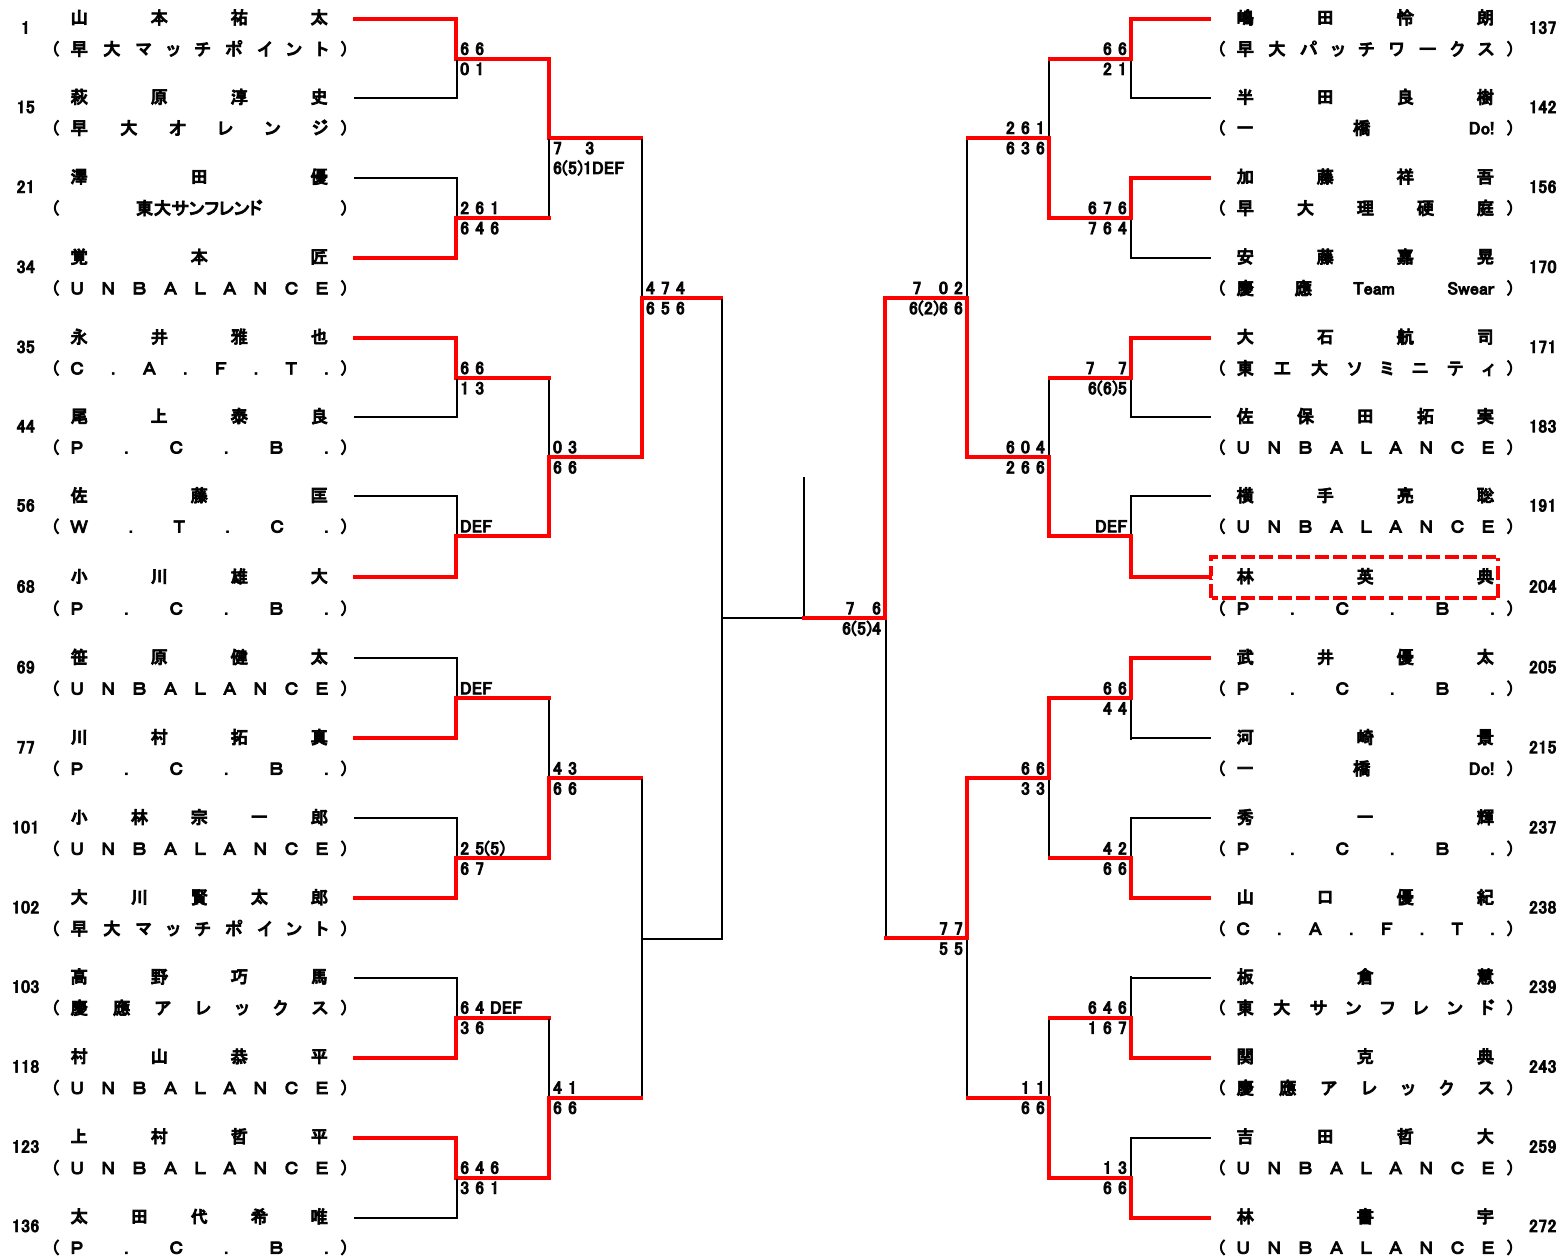 1 山本祐太
(早大マッチポイント)
6 6
0 1
15 萩原淳史
(早大オレンジ)
7 3
6(5)1DEF
21 澤田優
(東大サンフレンド)
2 6 1
6 4 6
34 覚本匠
(UNBALANCE)
4 7 4
6 5 6
35 永井雅也
(C.A.F.T.)
6 6
1 3
44 尾上泰良
(P.C.B.)
0 3
6 6
56 佐藤匡
(W.T.C.)
DEF
68 小川雄大
(P.C.B.)
69 笹原健太
(UNBALANCE)
DEF
77 川村拓真
(P.C.B.)
4 3
6 6
101 小林宗一郎
(UNBALANCE)
2 5(5)
6 7
102 大川賢太郎
(早大マッチポイント)
103 高野巧馬
(慶應アレックス)
6 4 DEF
3 6
118 村山恭平
(UNBALANCE)
4 1
6 6
123 上村哲平
(UNBALANCE)
6 4 6
3 6 1
136 太田代希唯
(P.C.B.)
7 6
6(5)4
嶋田怜朗 137
(早大パッチワークス)
6 6
2 1
半田良樹 142
(一橋Do!)
2 6 1
6 3 6
加藤祥吾 156
(早大理硬庭)
6 7 6
7 6 4
安藤嘉晃 170
(慶應Team Swear)
7 0 2
6(2)6 6
大石航司 171
(東工大ソミニティ)
7 7
6(6)5
佐保田拓実 183
(UNBALANCE)
6 0 4
2 6 6
横手亮聡 191
(UNBALANCE)
DEF
林英典 204
(P.C.B.)
武井優太 205
(P.C.B.)
6 6
4 4
河崎景 215
(一橋Do!)
6 6
3 3
秀一輝 237
(P.C.B.)
4 2
6 6
山口優紀 238
(C.A.F.T.)
7 7
5 5
板倉慧 239
(東大サンフレンド)
6 4 6
1 6 7
関克典 243
(慶應アレックス)
1 1
6 6
吉田哲大 259
(UNBALANCE)
1 3
6 6
林書宇 272
(UNBALANCE)